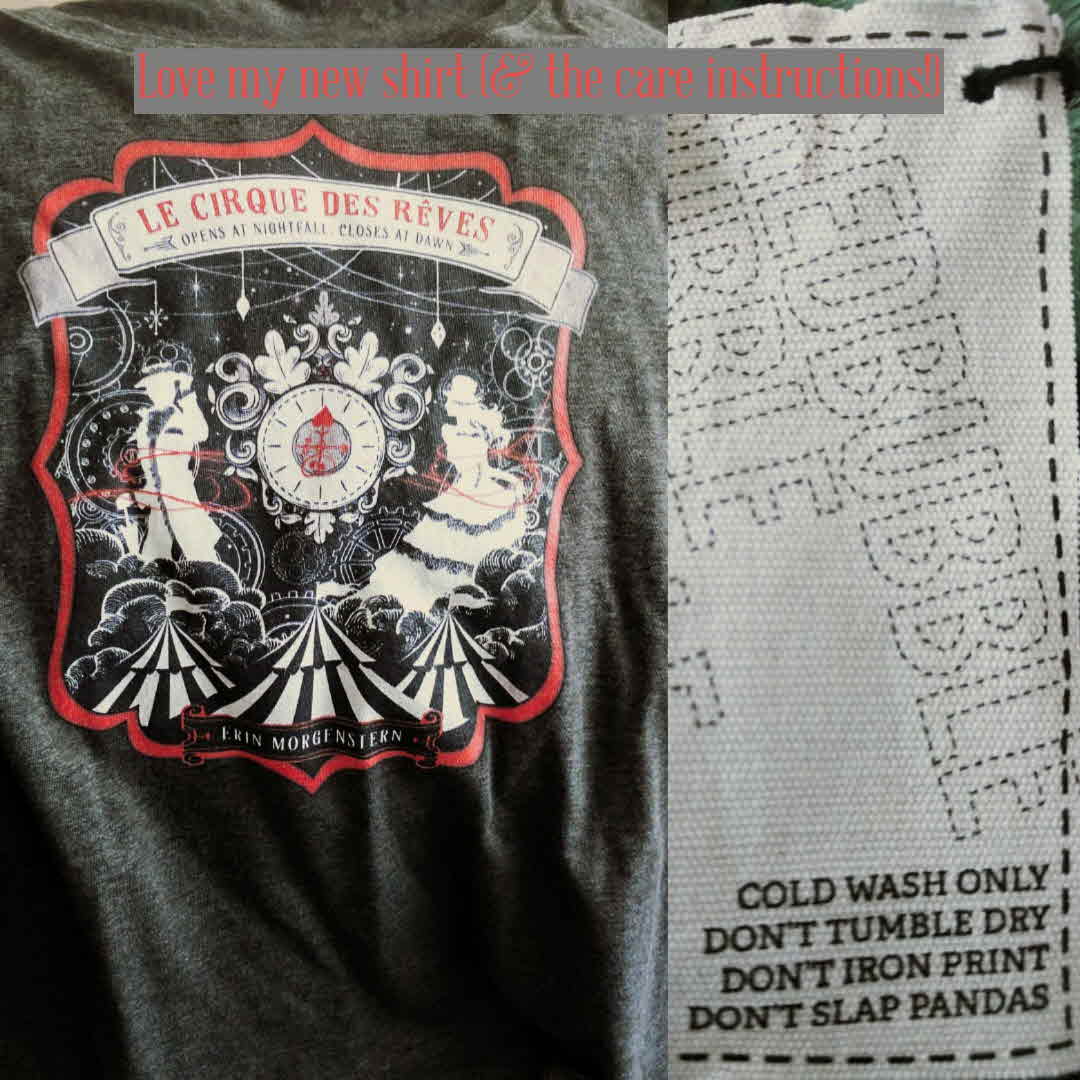 Love my new shirt (& the care instructions!)
LE CIRQUE DES RÊVES
OPENS AT NIGHTFALL. CLOSES AT DAWN
ERIN MORGENSTERN
REDBUBBLE
COLD WASH ONLY
DON'T TUMBLE DRY
DON'T IRON PRINT
DON'T SLAP PANDAS